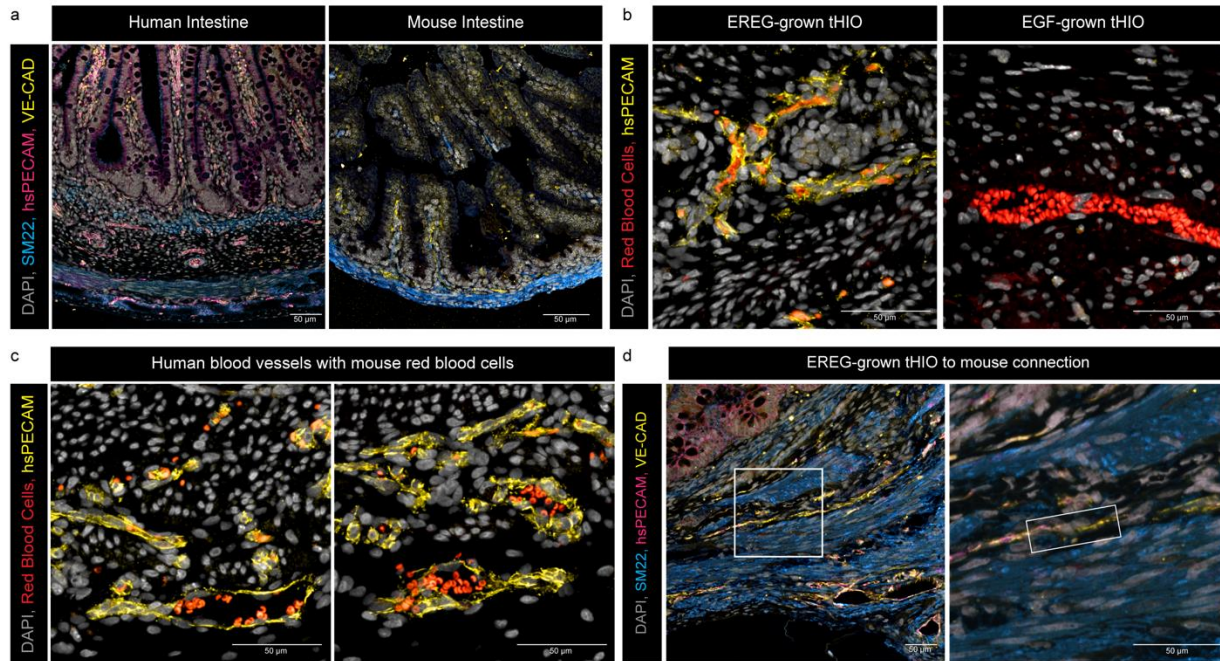 a
Human Intestine
Mouse Intestine
DAPI, SM22, hsPECAM, VE-CAD
50 µm
50 µm
b
EREG-grown tHIO
EGF-grown tHIO
DAPI, Red Blood Cells, hsPECAM
50 µm
50 µm
c
Human blood vessels with mouse red blood cells
DAPI, Red Blood Cells, hsPECAM
50 µm
50 µm
d
EREG-grown tHIO to mouse connection
DAPI, SM22, hsPECAM, VE-CAD
50 µm
50 µm